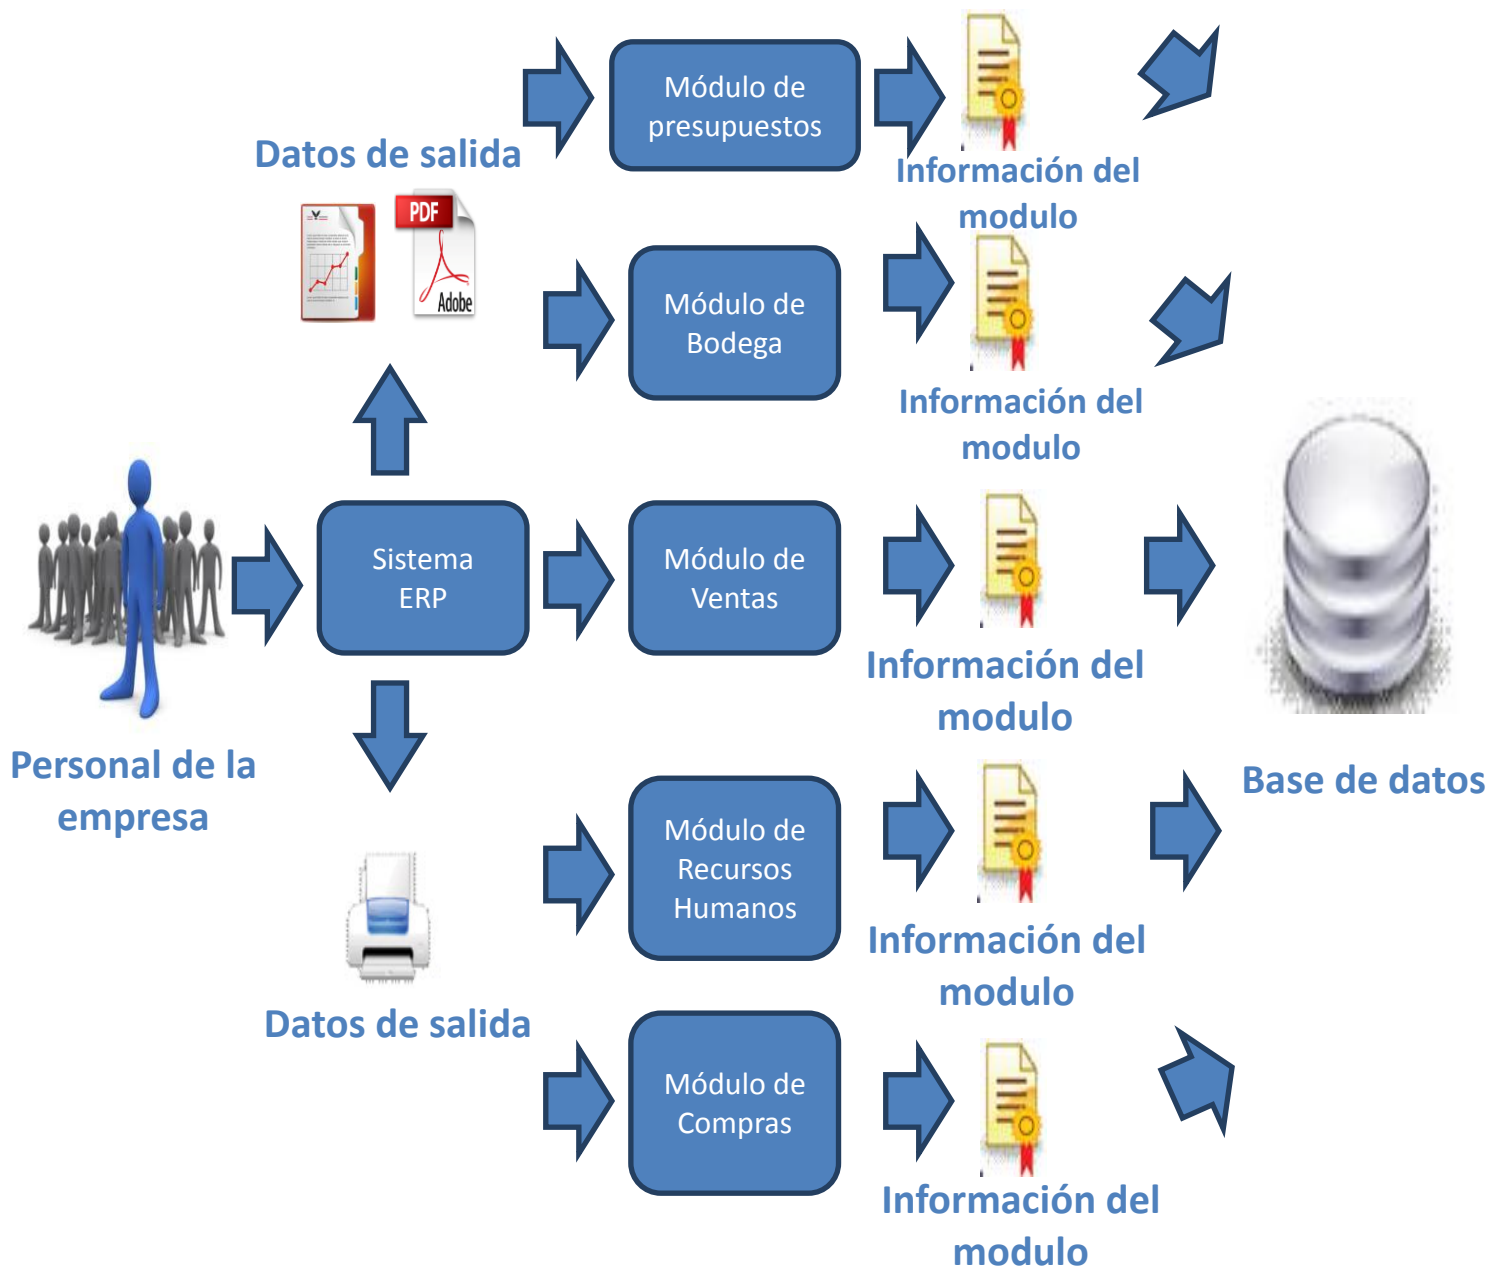 Módulo de
presupuestos
Información del
modulo
Datos de salida
PDF
Adobe
Módulo de
Bodega
Información del
modulo
Personal de la
empresa
Sistema
ERP
Módulo de
Ventas
Información del
modulo
Base de datos
Módulo de
Recursos
Humanos
Información del
modulo
Datos de salida
Módulo de
Compras
Información del
modulo